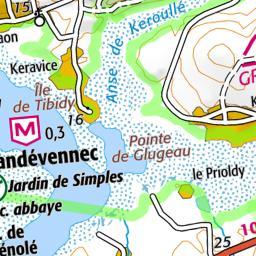 15
aon
Keravice
Anse de Keroullé
Île
de Tibidy
GR
M
0,3
16
K
Pointe
de Glugeau
andévennec
le Prioldy
Jardin de Simples
c. abbaye
. de
énolé
25
10